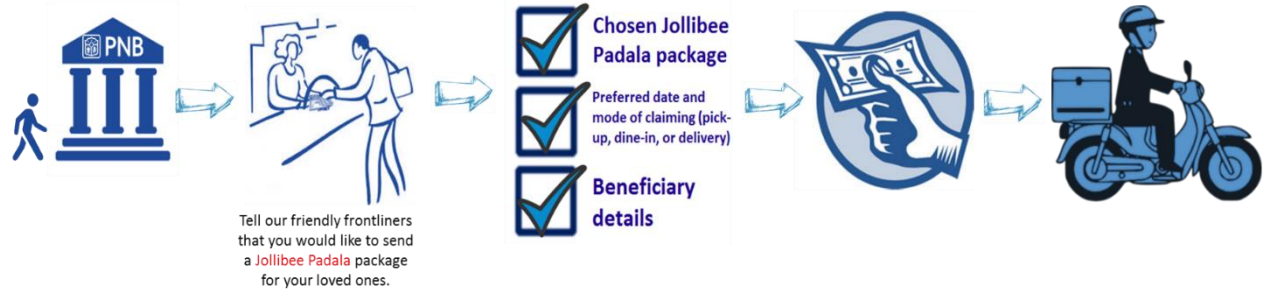 PNB
Tell our friendly frontliners
that you would like to send
a Jollibee Padala package
for your loved ones.
Chosen Jollibee
Padala package
Preferred date and
mode of claiming (pick-
up, dine-in, or delivery)
Beneficiary
details